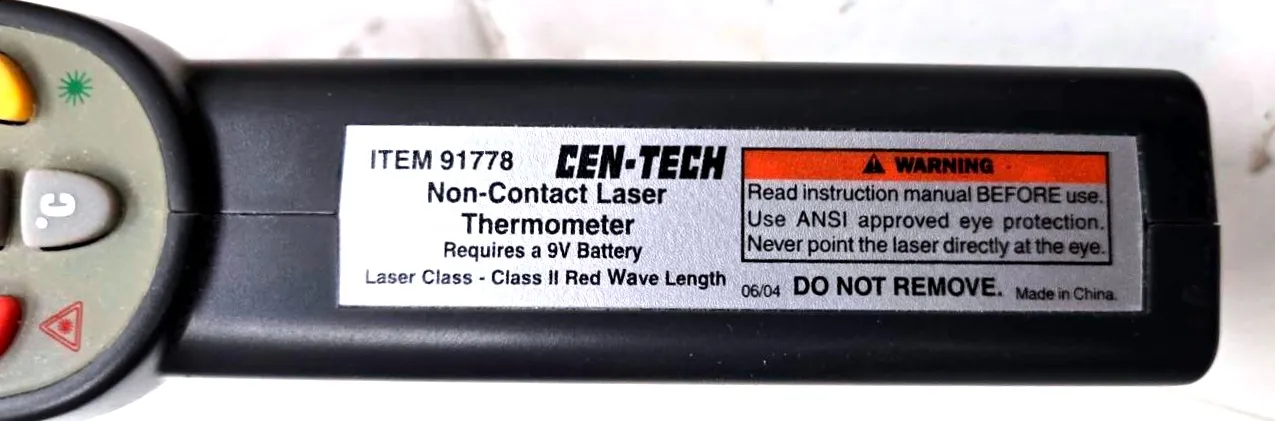 °C
ITEM 91778 CEN-TECH
Non-Contact Laser
Thermometer
Requires a 9V Battery
Laser Class - Class II Red Wave Length
WARNING
Read instruction manual BEFORE use.
Use ANSI approved eye protection.
Never point the laser directly at the eye.
06/04 DO NOT REMOVE. Made in China.